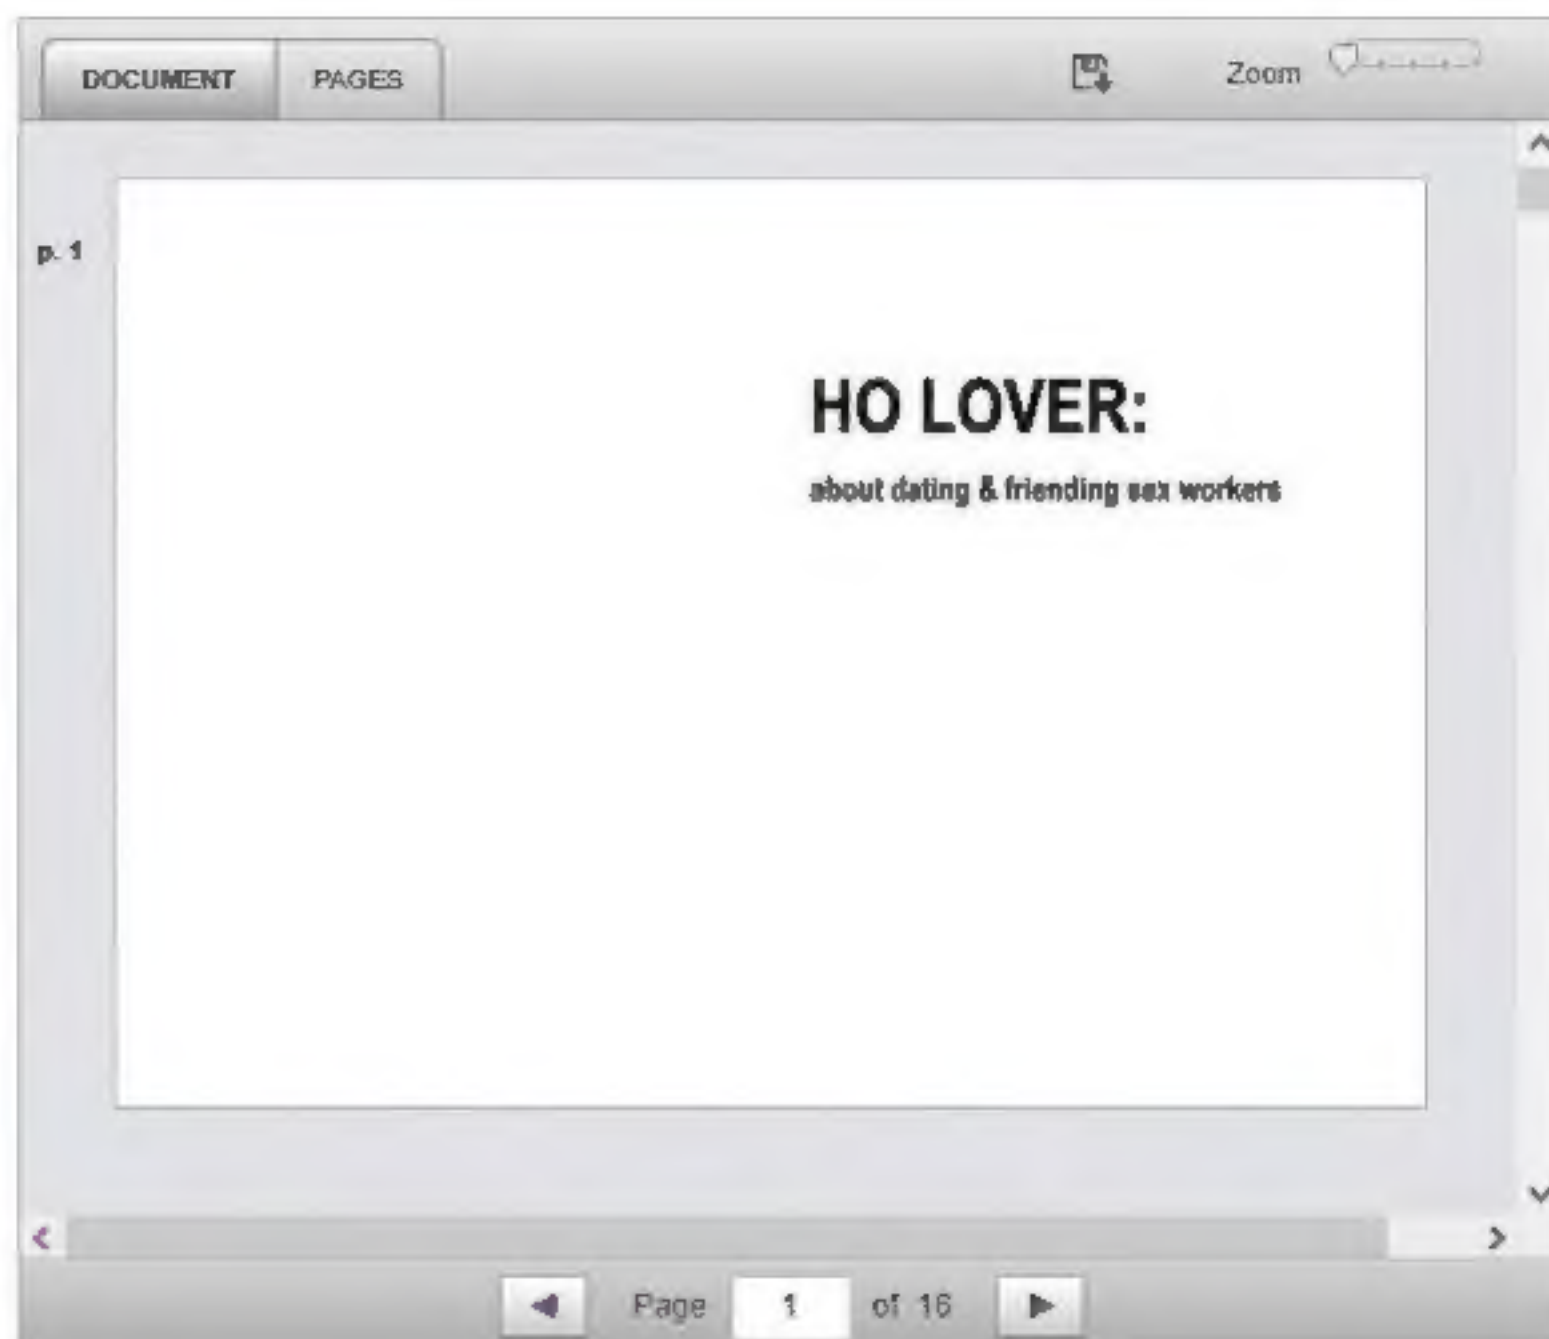 DOCUMENT PAGES Zoom
p. 1
HO LOVER:
about dating & friending sex workers
Page 1 of 16